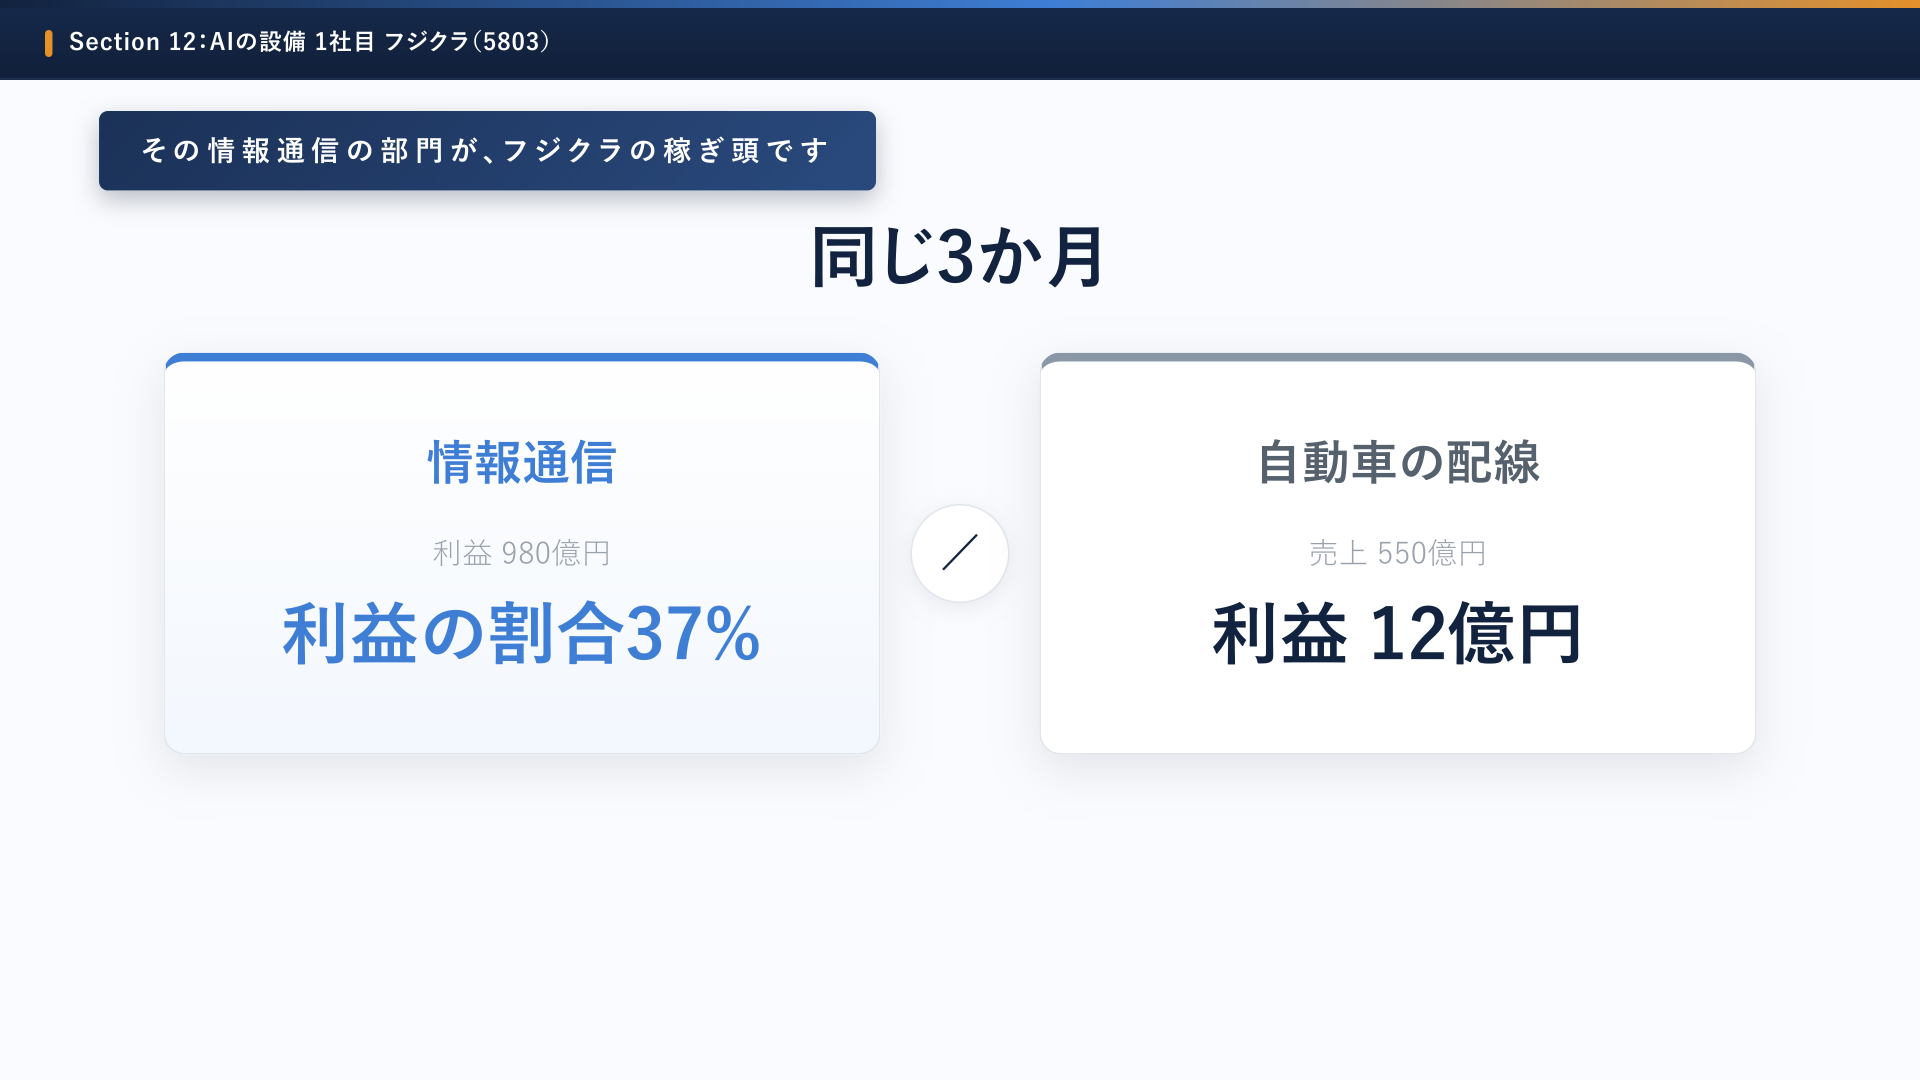 Section 12：AIの設備 1社目 フジクラ（5803）
その情報通信の部門が、フジクラの稼ぎ頭です
同じ3か月
情報通信
利益 980億円
利益の割合37%
／
自動車の配線
売上 550億円
利益 12億円